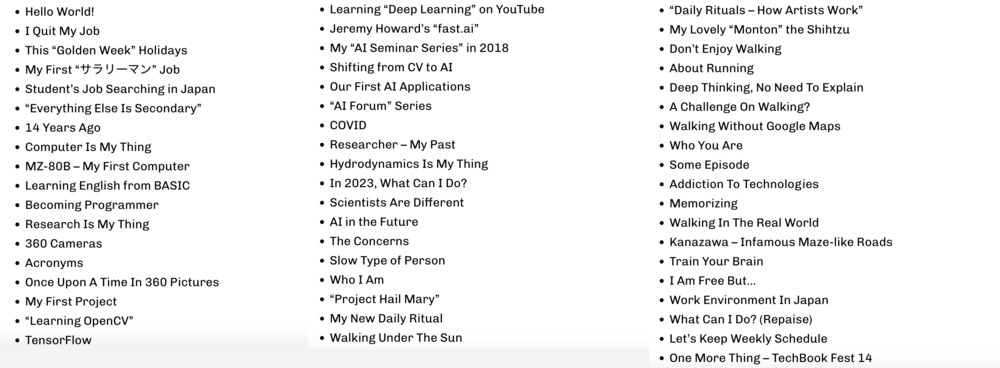 • Hello World!
• I Quit My Job
• This “Golden Week” Holidays
• My First “サラリーマン” Job
• Student’s Job Searching in Japan
• “Everything Else Is Secondary”
• 14 Years Ago
• Computer Is My Thing
• MZ-80B – My First Computer
• Learning English from BASIC
• Becoming Programmer
• Research Is My Thing
• 360 Cameras
• Acronyms
• Once Upon A Time In 360 Pictures
• My First Project
• “Learning OpenCV”
• TensorFlow
• Learning “Deep Learning” on YouTube
• Jeremy Howard’s “fast.ai”
• My “AI Seminar Series” in 2018
• Shifting from CV to AI
• Our First AI Applications
• “AI Forum” Series
• COVID
• Researcher – My Past
• Hydrodynamics Is My Thing
• In 2023, What Can I Do?
• Scientists Are Different
• AI in the Future
• The Concerns
• Slow Type of Person
• Who I Am
• “Project Hail Mary”
• My New Daily Ritual
• Walking Under The Sun
• “Daily Rituals – How Artists Work”
• My Lovely “Monton” the Shihtzu
• Don’t Enjoy Walking
• About Running
• Deep Thinking, No Need To Explain
• A Challenge On Walking?
• Walking Without Google Maps
• Who You Are
• Some Episode
• Addiction To Technologies
• Memorizing
• Walking In The Real World
• Kanazawa – Infamous Maze-like Roads
• Train Your Brain
• I Am Free But…
• Work Environment In Japan
• What Can I Do? (Repaise)
• Let’s Keep Weekly Schedule
• One More Thing – TechBook Fest 14